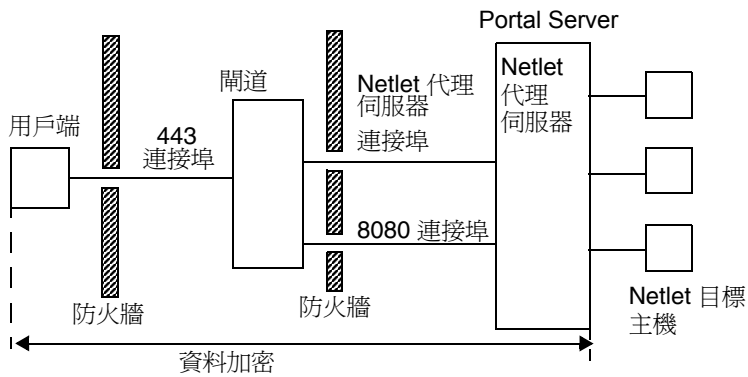 Portal Server
Netlet
代理
伺服器
閘道
Netlet 代理
伺服器
連接埠
用戶端
443
連接埠
8080 連接埠
防火牆
防火牆
Netlet 目標
主機
資料加密